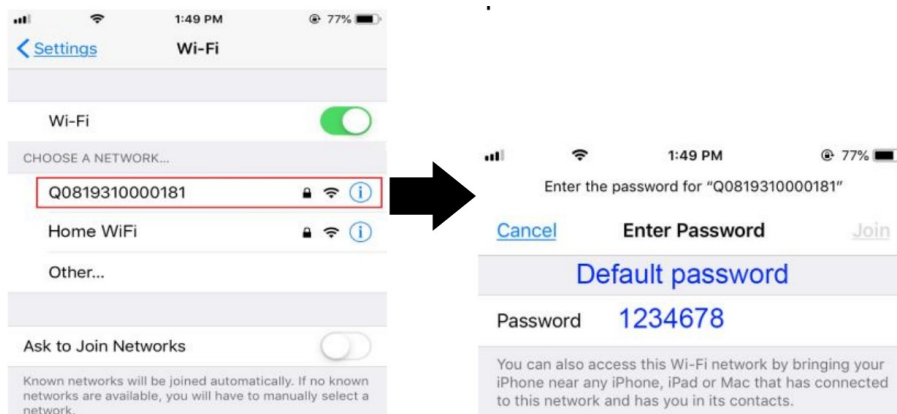 1:49 PM 77%
Settings Wi-Fi
Wi-Fi
CHOOSE A NETWORK...
Q0819310000181
Home WiFi
Other...
Ask to Join Networks
Known networks will be joined automatically. If no known
networks are available, you will have to manually select a
network.
1:49 PM 77%
Enter the password for "Q0819310000181"
Cancel Enter Password Join
Default password
Password 1234678
You can also access this Wi-Fi network by bringing your
iPhone near any iPhone, iPad or Mac that has connected
to this network and has you in its contacts.